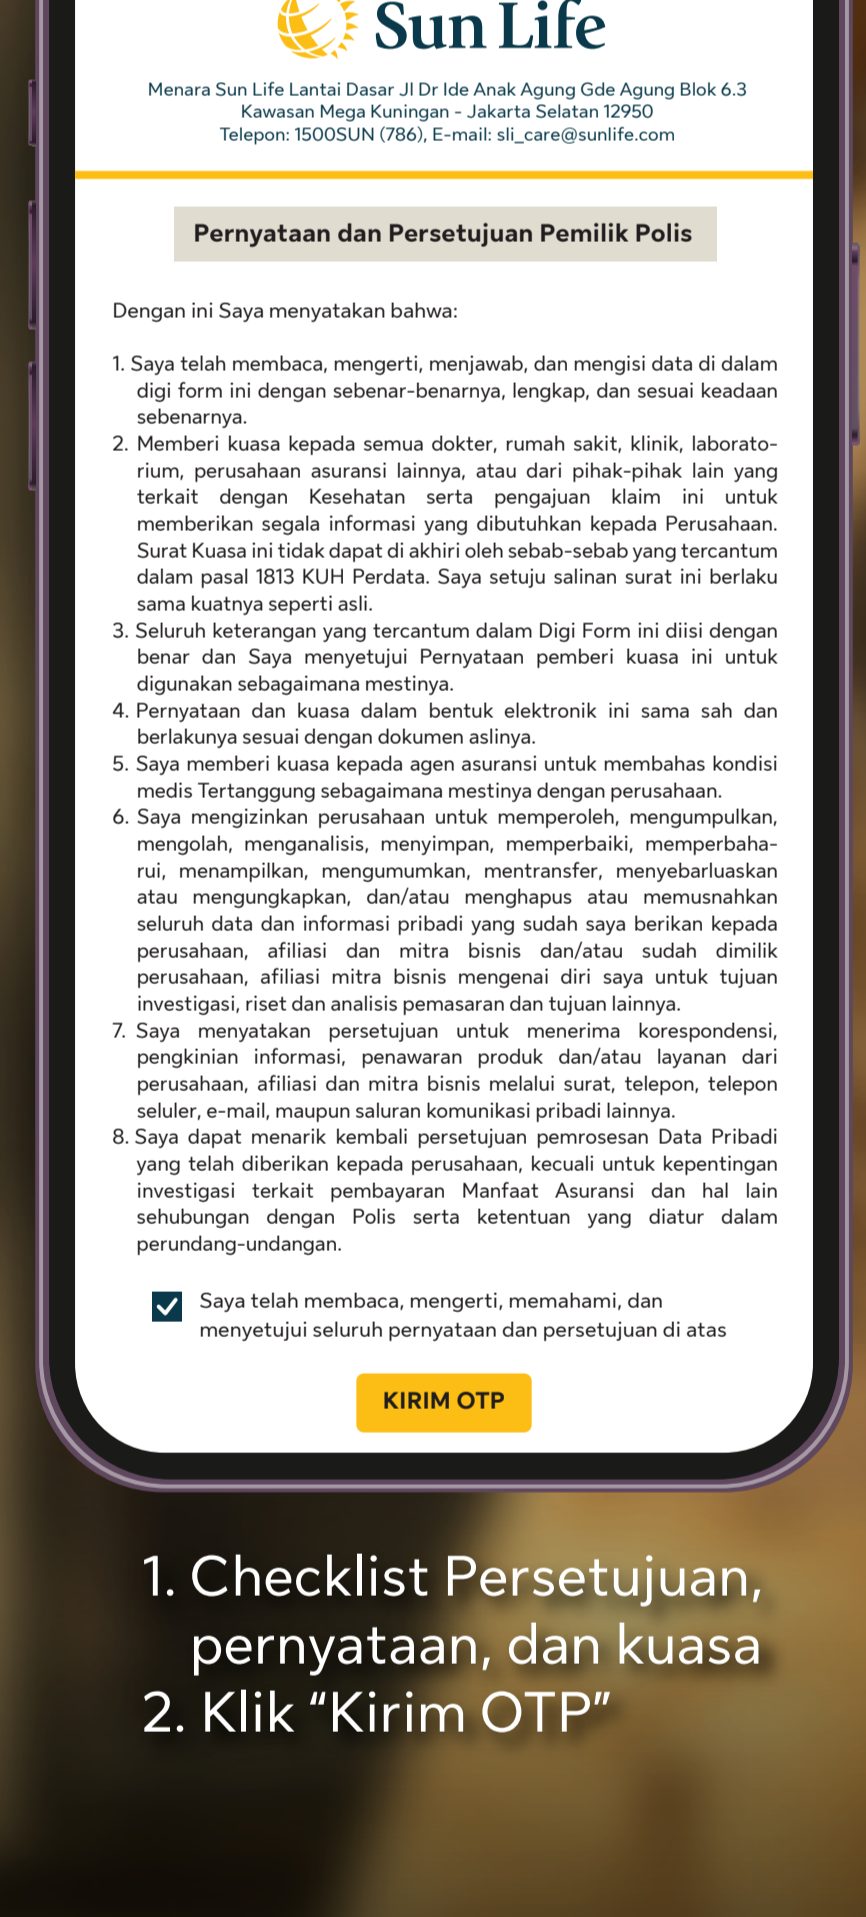 Sun Life
Menara Sun Life Lantai Dasar Jl Dr Ide Anak Agung Gde Agung Blok 6.3
Kawasan Mega Kuningan - Jakarta Selatan 12950
Telepon: 1500SUN (786), E-mail: sli_care@sunlife.com
Pernyataan dan Persetujuan Pemilik Polis
Dengan ini Saya menyatakan bahwa:
1. Saya telah membaca, mengerti, menjawab, dan mengisi data di dalam
digi form ini dengan sebenar-benarnya, lengkap, dan sesuai keadaan
sebenarnya.
2. Memberi kuasa kepada semua dokter, rumah sakit, klinik, laborato-
rium, perusahaan asuransi lainnya, atau dari pihak-pihak lain yang
terkait dengan Kesehatan serta pengajuan klaim ini untuk
memberikan segala informasi yang dibutuhkan kepada Perusahaan.
Surat Kuasa ini tidak dapat di akhiri oleh sebab-sebab yang tercantum
dalam pasal 1813 KUH Perdata. Saya setuju salinan surat ini berlaku
sama kuatnya seperti asli.
3. Seluruh keterangan yang tercantum dalam Digi Form ini diisi dengan
benar dan Saya menyetujui Pernyataan pemberi kuasa ini untuk
digunakan sebagaimana mestinya.
4. Pernyataan dan kuasa dalam bentuk elektronik ini sama sah dan
berlakunya sesuai dengan dokumen aslinya.
5. Saya memberi kuasa kepada agen asuransi untuk membahas kondisi
medis Tertanggung sebagaimana mestinya dengan perusahaan.
6. Saya mengizinkan perusahaan untuk memperoleh, mengumpulkan,
mengolah, menganalisis, menyimpan, memperbaiki, memperbaha-
rui, menampilkan, mengumumkan, mentransfer, menyebarluaskan
atau mengungkapkan, dan/atau menghapus atau memusnahkan
seluruh data dan informasi pribadi yang sudah saya berikan kepada
perusahaan, afiliasi dan mitra bisnis dan/atau sudah dimilik
perusahaan, afiliasi mitra bisnis mengenai diri saya untuk tujuan
investigasi, riset dan analisis pemasaran dan tujuan lainnya.
7. Saya menyatakan persetujuan untuk menerima korespondensi,
pengkinian informasi, penawaran produk dan/atau layanan dari
perusahaan, afiliasi dan mitra bisnis melalui surat, telepon, telepon
seluler, e-mail, maupun saluran komunikasi pribadi lainnya.
8. Saya dapat menarik kembali persetujuan pemrosesan Data Pribadi
yang telah diberikan kepada perusahaan, kecuali untuk kepentingan
investigasi terkait pembayaran Manfaat Asuransi dan hal lain
sehubungan dengan Polis serta ketentuan yang diatur dalam
perundang-undangan.
Saya telah membaca, mengerti, memahami, dan
menyetujui seluruh pernyataan dan persetujuan di atas
KIRIM OTP
1. Checklist Persetujuan,
pernyataan, dan kuasa
2. Klik “Kirim OTP”